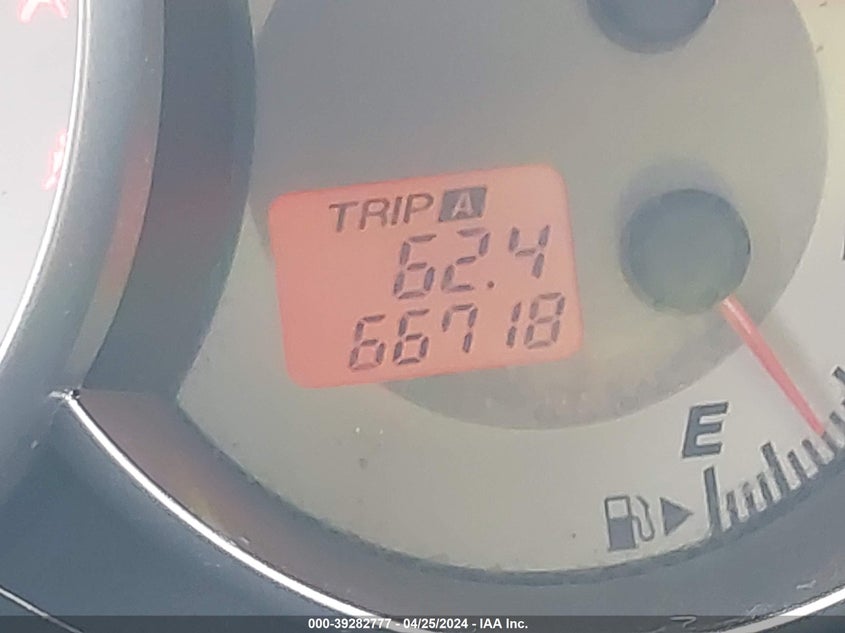 TRIP A
62.4
66718
E
000-39282777 - 04/25/2024 - IAA Inc.